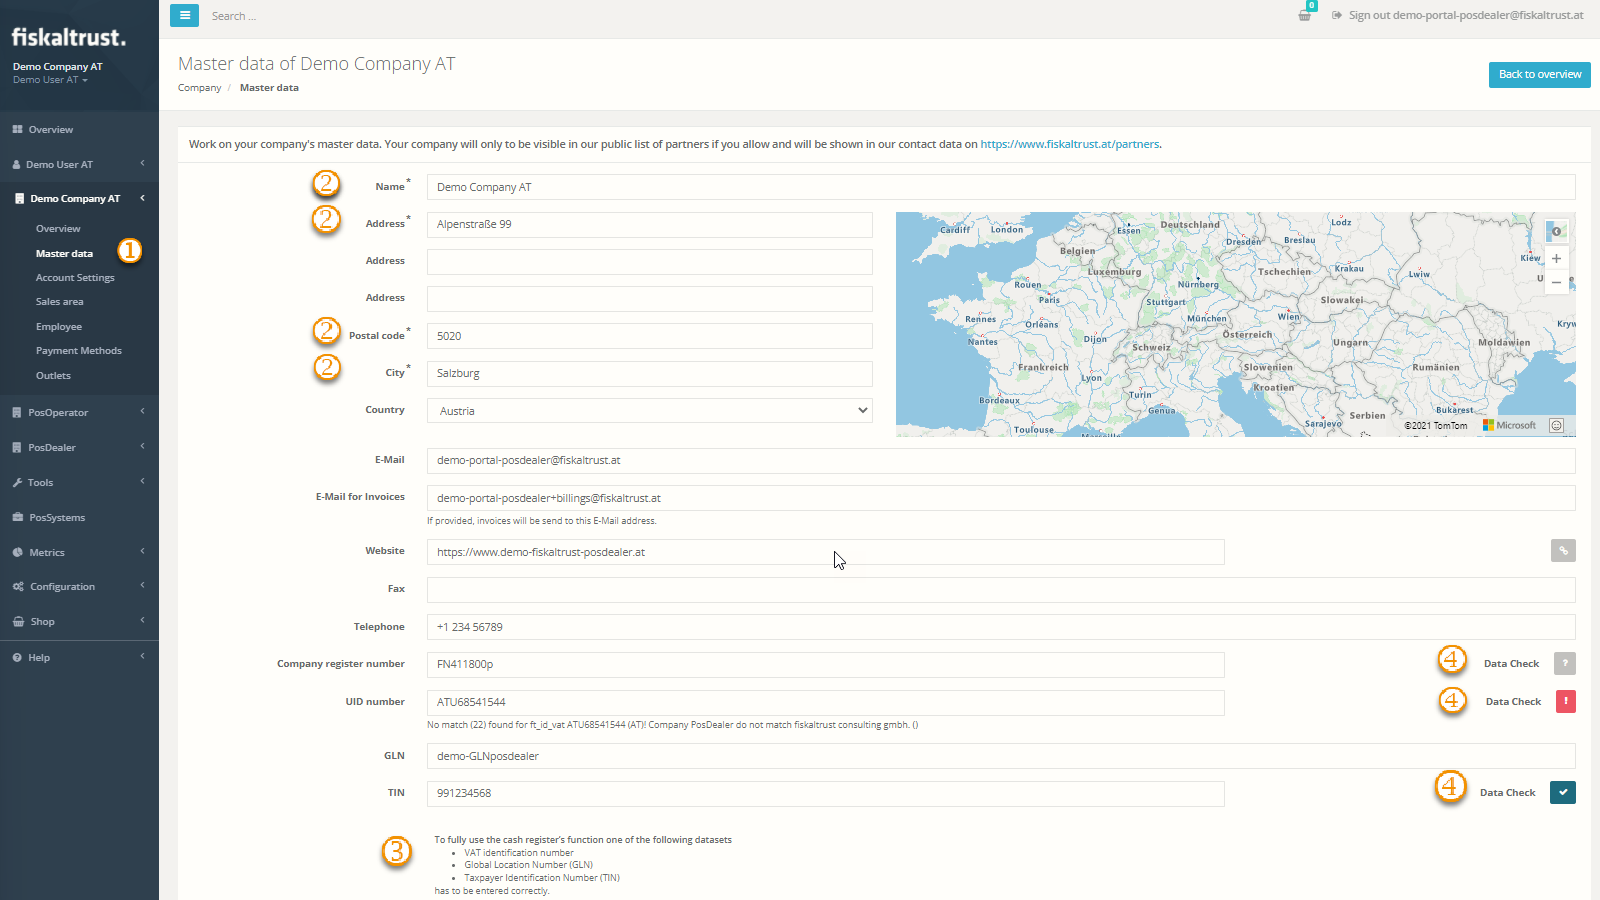 fiskaltrust.
Demo Company AT
Demo User AT
Overview
Demo User AT
Demo Company AT
Overview
Master data
1
Account Settings
Sales area
Employee
Payment Methods
Outlets
PosOperator
PosDealer
Tools
PosSystems
Metrics
Configuration
Shop
Help
Search ...
0
Sign out demo-portal-posdealer@fiskaltrust.at
Master data of Demo Company AT
Company / Master data
Back to overview
Work on your company's master data. Your company will only to be visible in our public list of partners if you allow and will be shown in our contact data on https://www.fiskaltrust.at/partners.
2 Name* Demo Company AT
2 Address* Alpenstraße 99
Address
Address
2 Postal code* 5020
2 City* Salzburg
Country Austria
Cardiff
London
Essen
Deutschland
Lodz
Dresden
Breslau
Belgien
Kiew
Luxemburg
Tschechien
Krakau
Lwiw
U
Rouen
Nürnberg
Paris
Stuttgart
Slowakei
Rennes
Orléans
München
Wien
Kryw
Nantes
Dijon
Österreich
Ungarn
Moldawien
Schweiz
Frankreich
Slowenien
Rumänien
Lyon
Kroatien
Turin
Bordeaux
Genua
Serbien
Bukarest
Toulouse
Marseille
Sarajevo
©2021 TomTom
Microsoft
E-Mail demo-portal-posdealer@fiskaltrust.at
E-Mail for Invoices demo-portal-posdealer+billings@fiskaltrust.at
If provided, invoices will be send to this E-Mail address.
Website https://www.demo-fiskaltrust-posdealer.at
Fax
Telephone +1 234 56789
Company register number FN411800p 4 Data Check ?
UID number ATU68541544 4 Data Check !
No match (22) found for ft_id_vat ATU68541544 (AT)! Company PosDealer do not match fiskaltrust consulting gmbh. ()
GLN demo-GLNposdealer
TIN 991234568 4 Data Check
3 To fully use the cash register's function one of the following datasets
• VAT identification number
• Global Location Number (GLN)
• Taxpayer Identification Number (TIN)
has to be entered correctly.